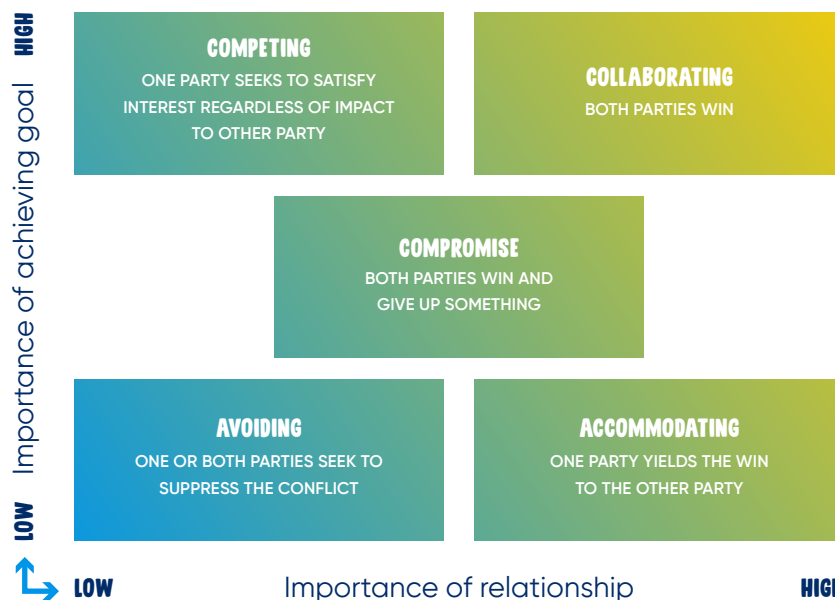 HIGH
Importance of achieving goal
LOW
COMPETING
ONE PARTY SEEKS TO SATISFY
INTEREST REGARDLESS OF IMPACT
TO OTHER PARTY
COLLABORATING
BOTH PARTIES WIN
COMPROMISE
BOTH PARTIES WIN AND
GIVE UP SOMETHING
AVOIDING
ONE OR BOTH PARTIES SEEK TO
SUPPRESS THE CONFLICT
ACCOMMODATING
ONE PARTY YIELDS THE WIN
TO THE OTHER PARTY
LOW
Importance of relationship
HIGH